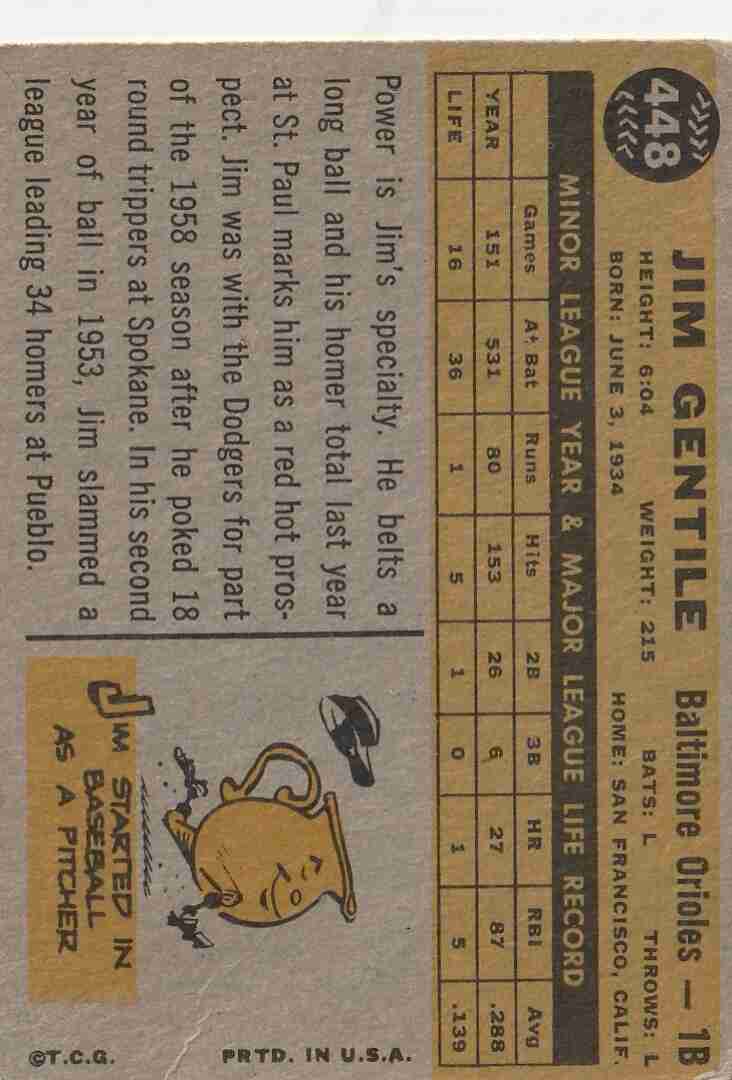 448
JIM GENTILE Baltimore Orioles — 1B
HEIGHT: 6:04 WEIGHT: 215 BATS: L THROWS: L
BORN: JUNE 3, 1934 HOME: SAN FRANCISCO, CALIF.
MINOR LEAGUE YEAR & MAJOR LEAGUE LIFE RECORD
Games At Bat Runs Hits 2B 3B HR RBI Avg
YEAR 151 531 80 153 26 6 27 87 .288
LIFE 16 36 1 5 1 0 1 5 .139
Power is Jim's specialty. He belts a
long ball and his homer total last year
at St. Paul marks him as a red hot pros-
pect. Jim was with the Dodgers for part
of the 1958 season after he poked 18
round trippers at Spokane. In his second
year of ball in 1953, Jim slammed a
league leading 34 homers at Pueblo.
JIM STARTED IN
BASEBALL
AS A PITCHER
©T.C.G. PRTD. IN U.S.A.